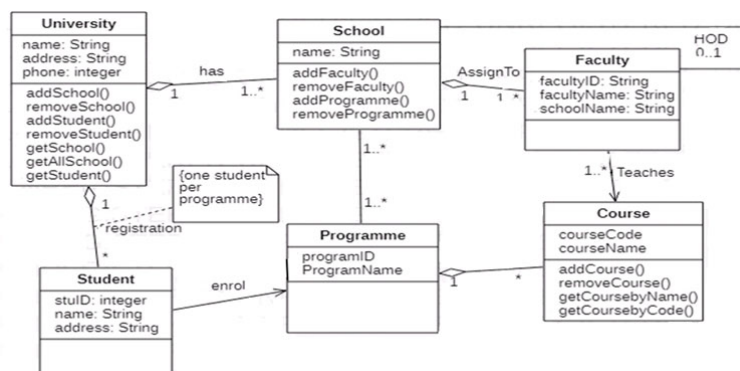 University
name: String
address: String
phone: integer
addSchool()
removeSchool()
addStudent()
removeStudent()
getSchool()
getAllSchool()
getStudent()
has
1
1..*
School
name: String
addFaculty()
removeFaculty()
addProgramme()
removeProgramme()
HOD
0..1
AssignTo
1
1..*
Faculty
facultyID: String
facultyName: String
schoolName: String
1..*
Teaches
1..*
1..*
{one student
per
programme}
1
registration
*
Student
stuID: integer
name: String
address: String
enrol
Programme
programID
ProgramName
1
*
Course
courseCode
courseName
addCourse()
removeCourse()
getCoursebyName()
getCoursebyCode()